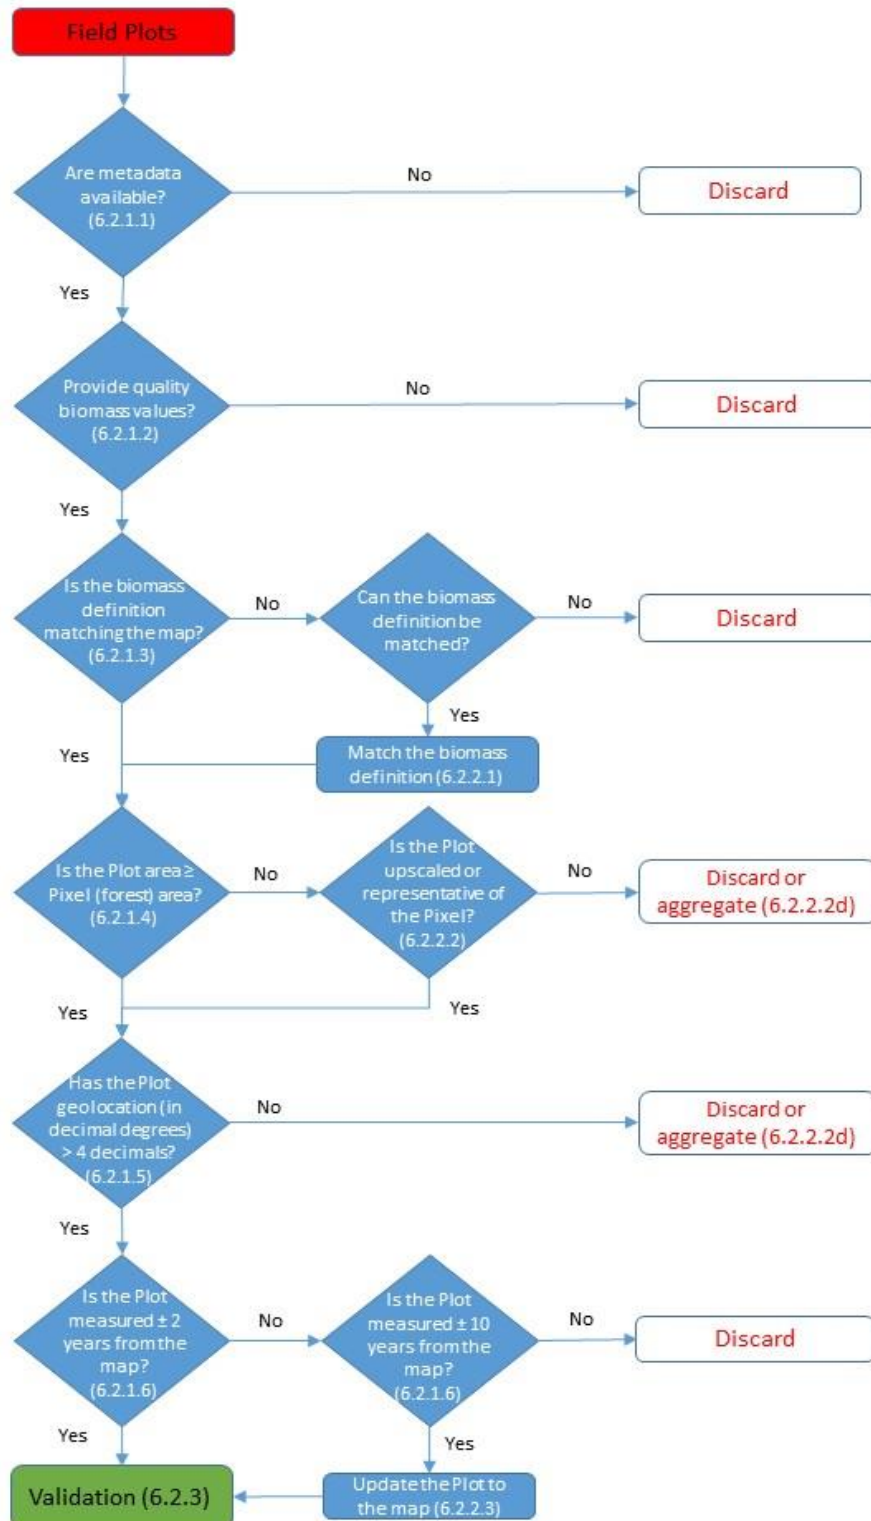 Field Plots
Are metadata
available?
(6.2.1.1)
No
Discard
Yes
Provide quality
biomass values?
(6.2.1.2)
No
Discard
Yes
Is the biomass
definition
matching the map?
(6.2.1.3)
No
Can the biomass
definition be
matched?
No
Discard
Yes
Yes
Match the biomass
definition (6.2.2.1)
Is the Plot area ≥
Pixel (forest) area?
(6.2.1.4)
No
Is the Plot
upscaled or
representative of
the Pixel?
(6.2.2.2)
No
Discard or
aggregate (6.2.2.2d)
Yes
Yes
Has the Plot
geolocation (in
decimal degrees)
> 4 decimals?
(6.2.1.5)
No
Discard or
aggregate (6.2.2.2d)
Yes
Is the Plot
measured ± 2
years from the
map?
(6.2.1.6)
No
Is the Plot
measured ± 10
years from the
map?
(6.2.1.6)
No
Discard
Yes
Yes
Validation (6.2.3)
Update the Plot to
the map (6.2.2.3)